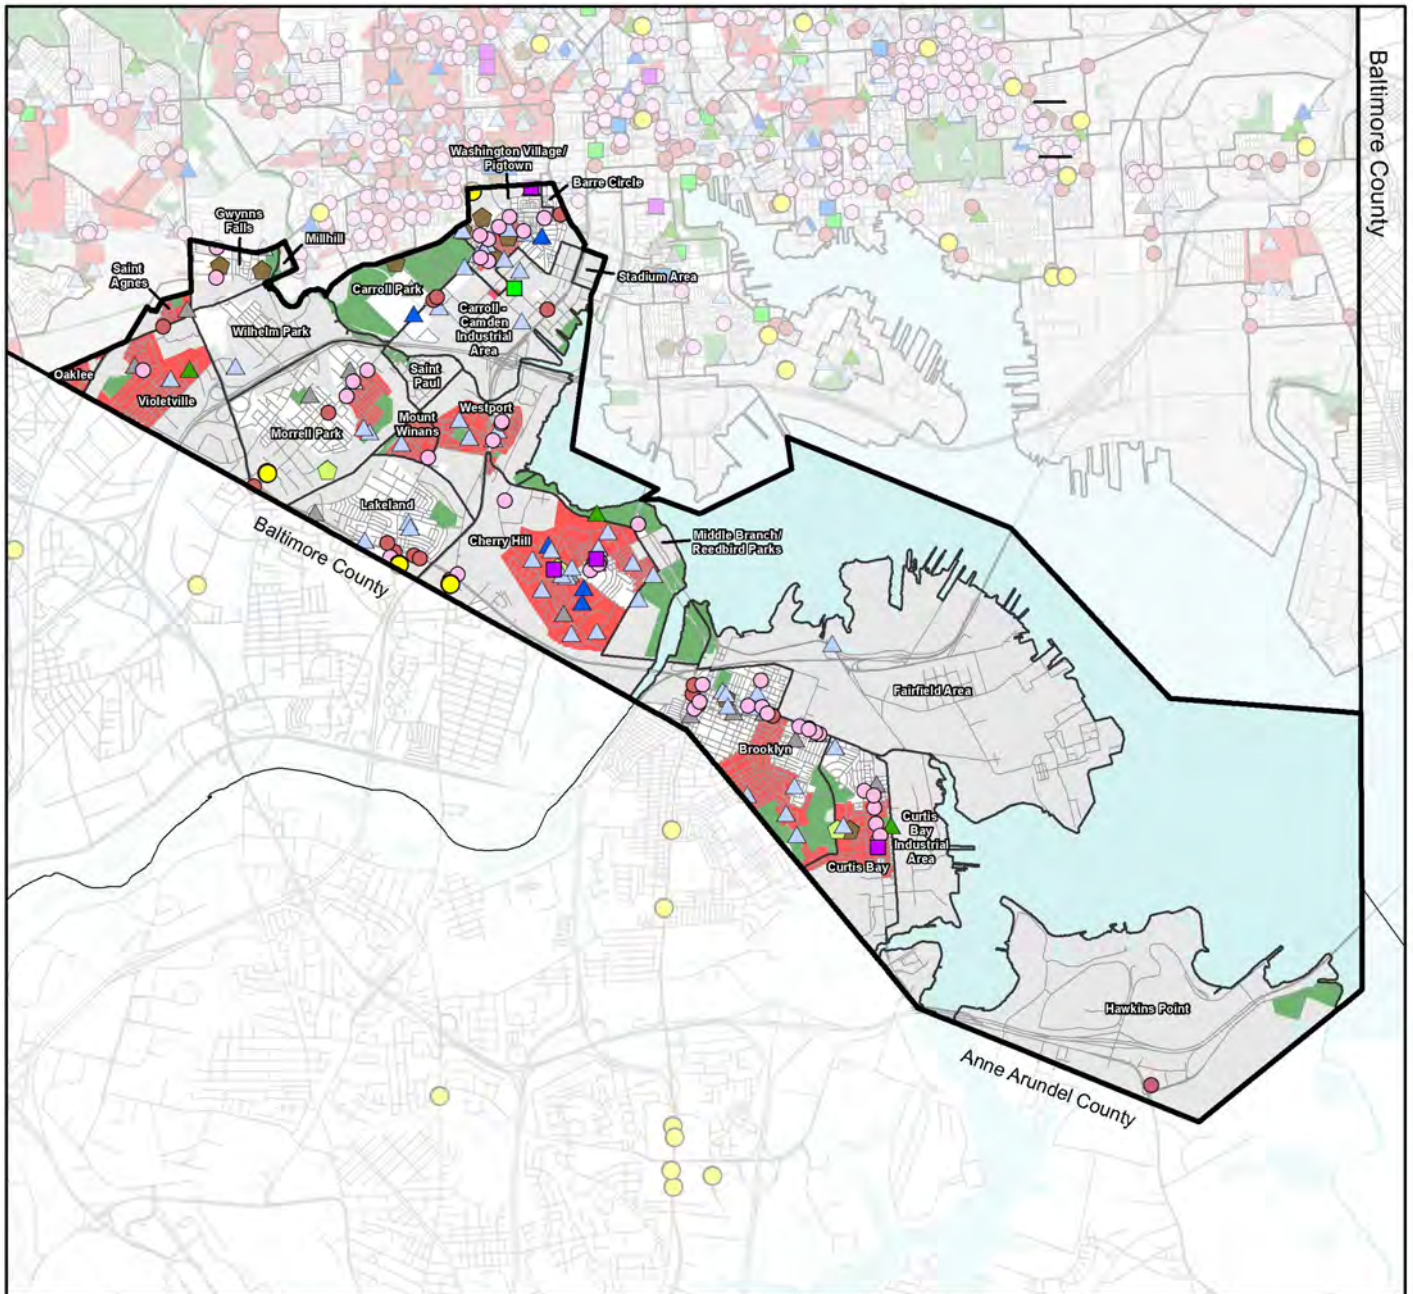 Baltimore County
Washington Village/
Pigtown
Barre Circle
Gwynns
Falls
Millhill
Saint
Agnes
Stadium Area
Carroll Park
Carroll -
Camden
Industrial
Area
Wilhelm Park
Saint
Paul
Oaklee
Violetville
Westport
Mount
Winans
Morrell Park
Lakeland
Baltimore County
Cherry Hill
Middle Branch/
Reedbird Parks
Fairfield Area
Brooklyn
Curtis
Bay
Industrial
Area
Curtis Bay
Hawkins Point
Anne Arundel County